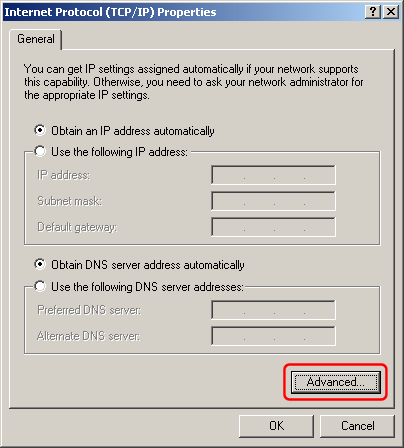 Internet Protocol (TCP/IP) Properties
General
You can get IP settings assigned automatically if your network supports
this capability. Otherwise, you need to ask your network administrator for
the appropriate IP settings.
Obtain an IP address automatically
Use the following IP address:
IP address:
Subnet mask:
Default gateway:
Obtain DNS server address automatically
Use the following DNS server addresses:
Preferred DNS server:
Alternate DNS server:
Advanced...
OK Cancel